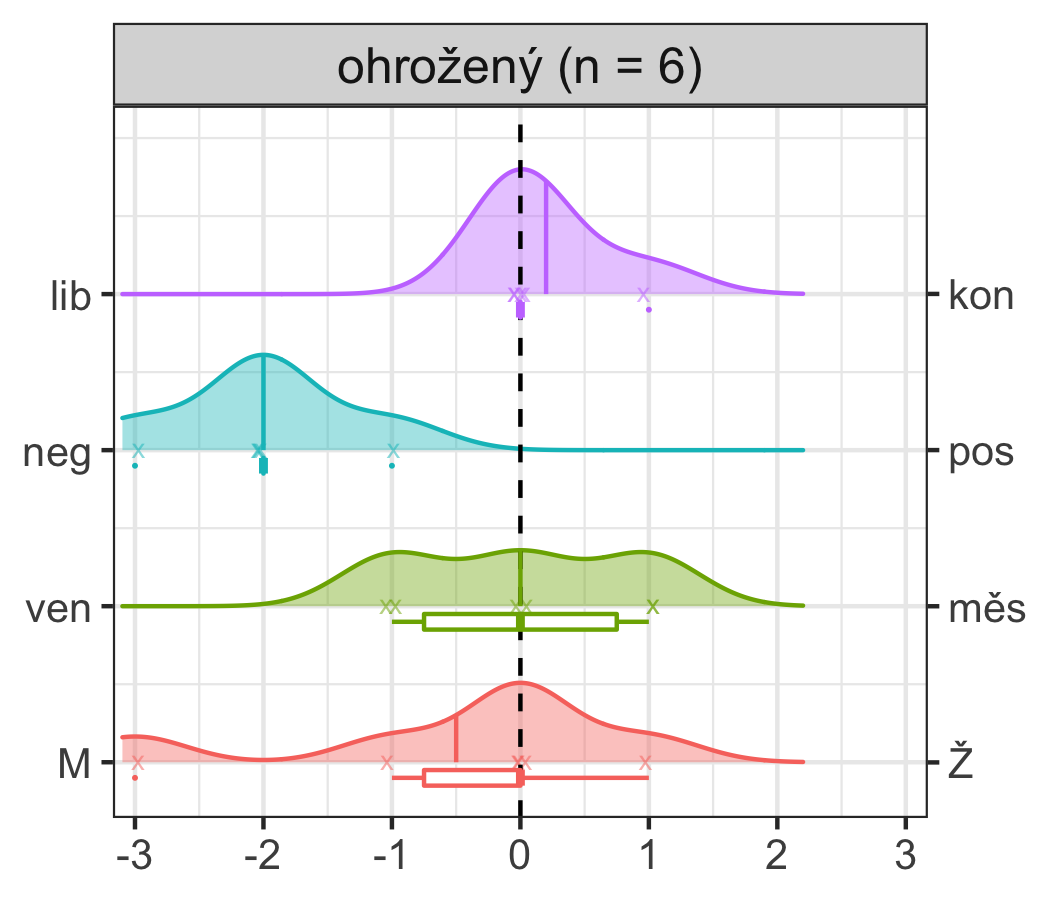 ohrožený (n = 6)
lib kon
neg pos
ven měs
M Ž
-3 -2 -1 0 1 2 3